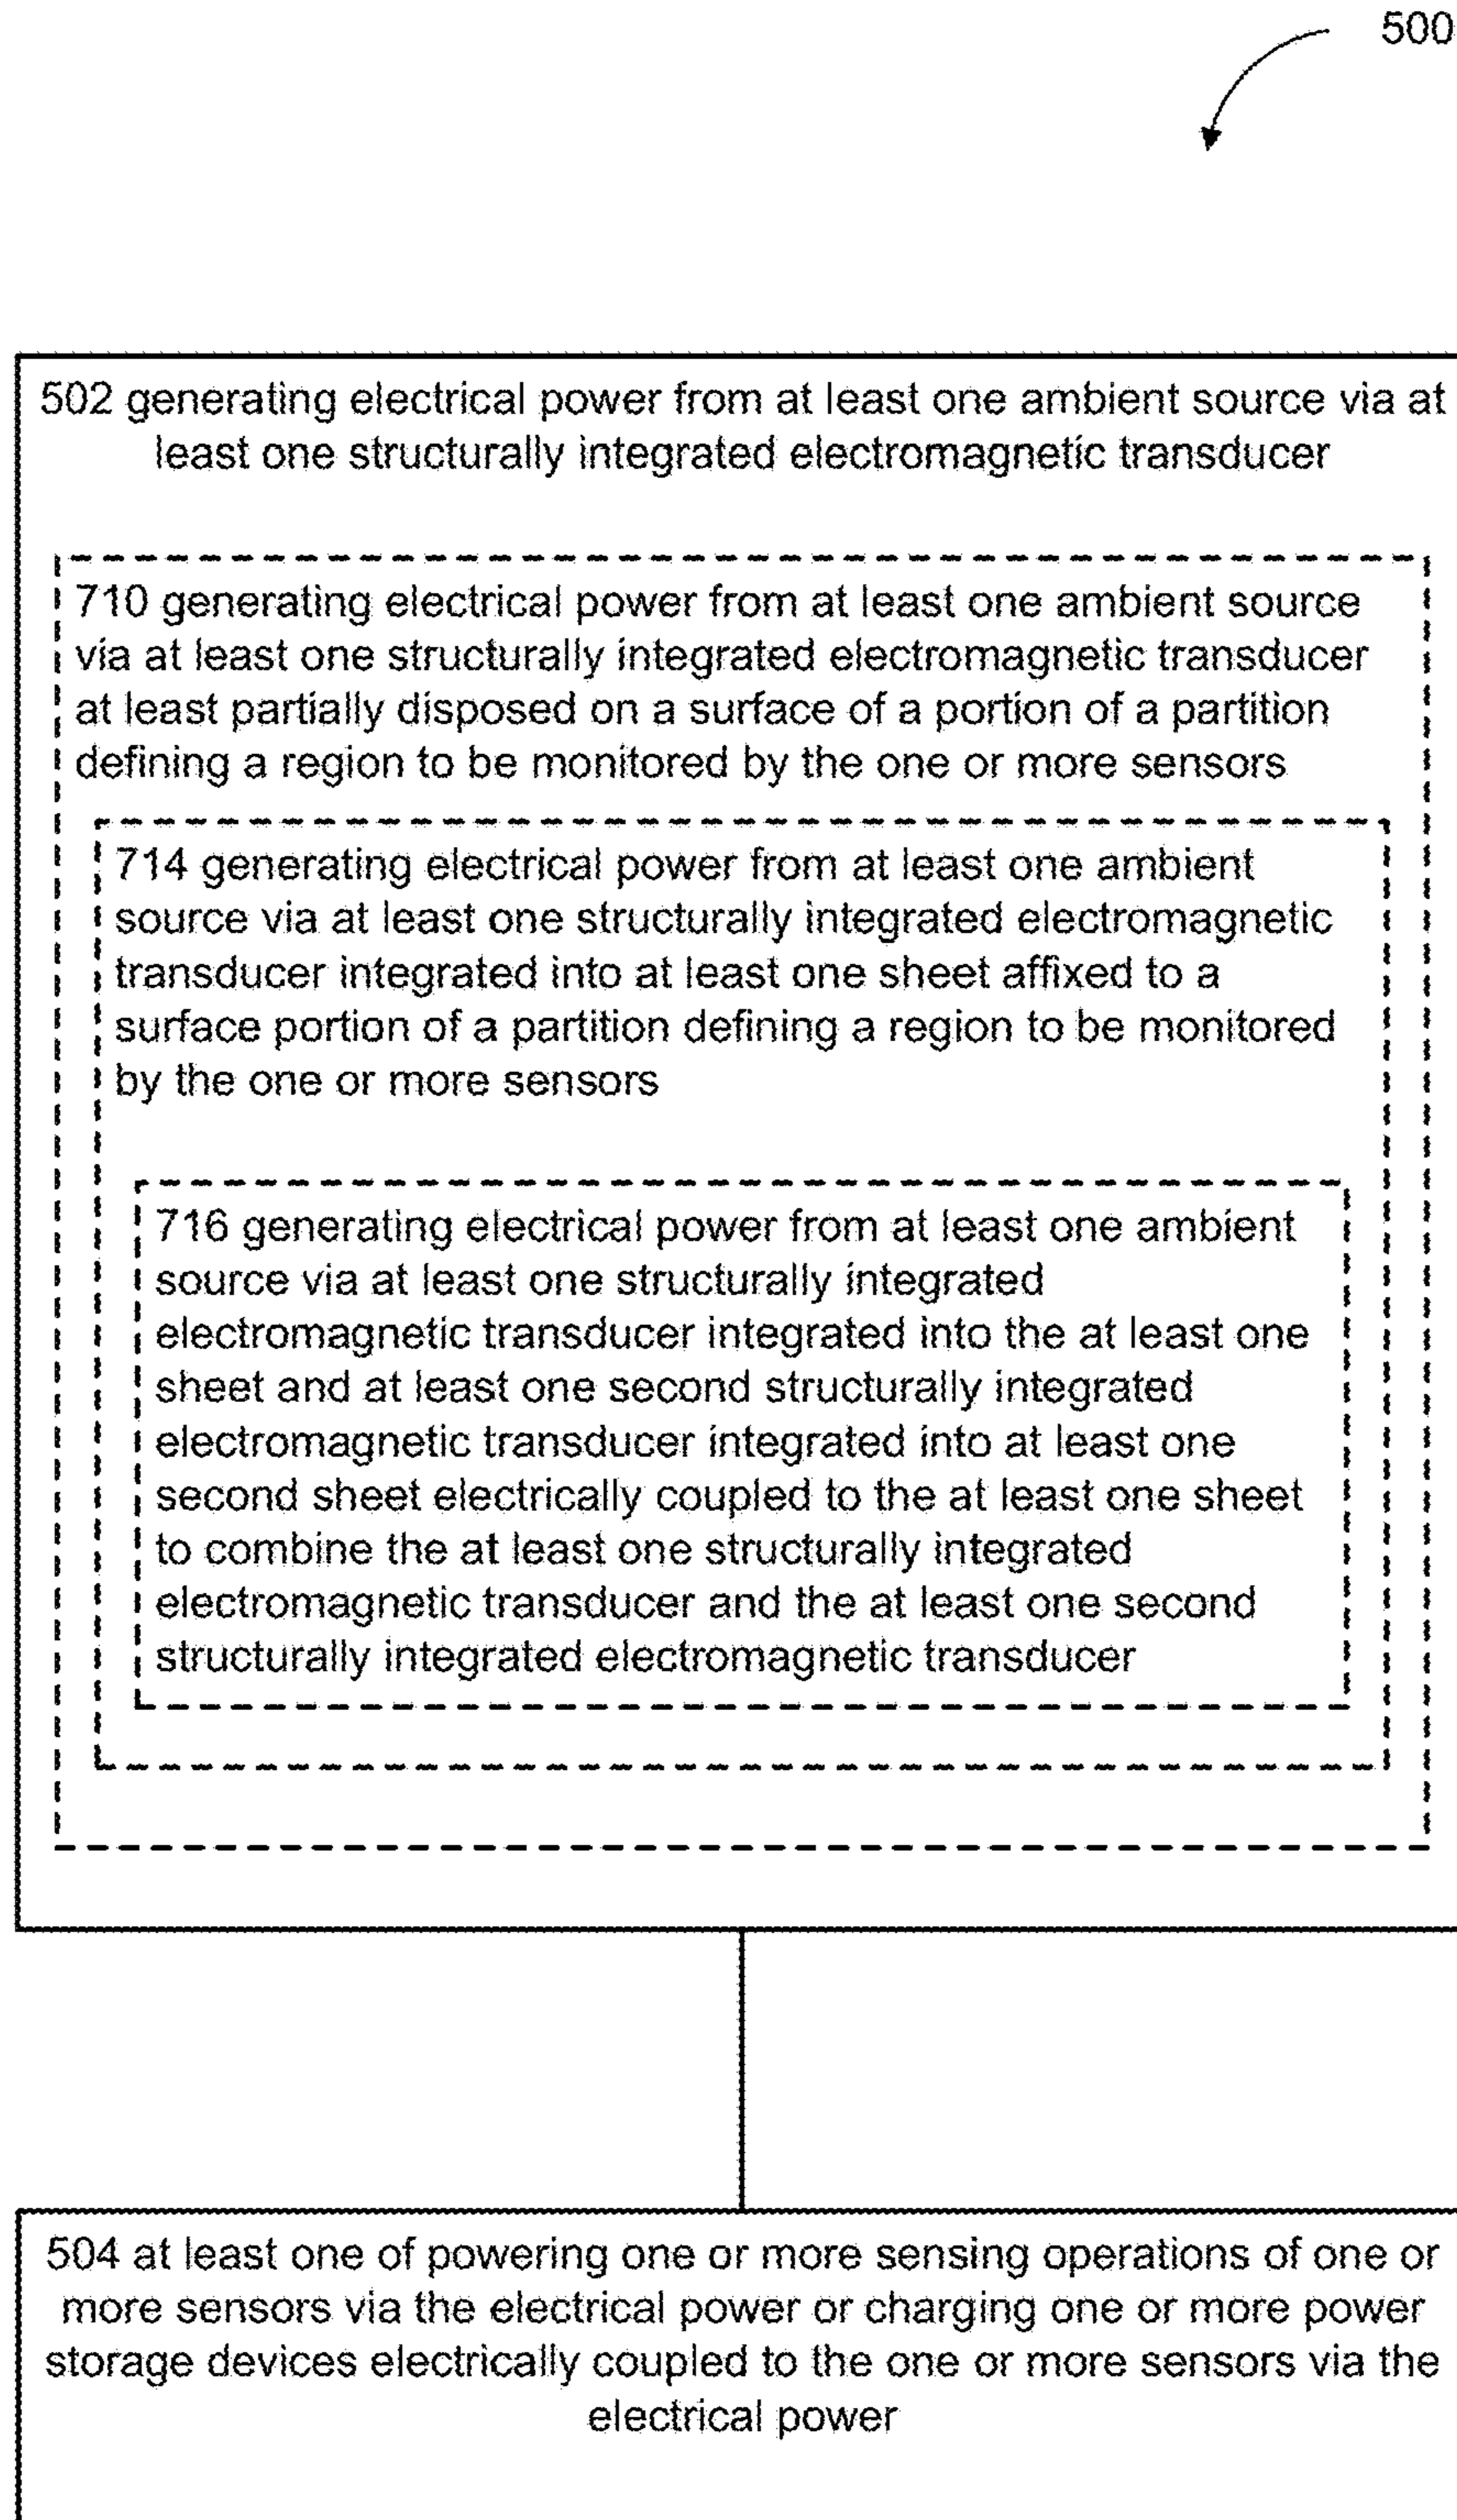 500
502 generating electrical power from at least one ambient source via at
least one structurally integrated electromagnetic transducer
710 generating electrical power from at least one ambient source
via at least one structurally integrated electromagnetic transducer
at least partially disposed on a surface of a portion of a partition
defining a region to be monitored by the one or more sensors
714 generating electrical power from at least one ambient
source via at least one structurally integrated electromagnetic
transducer integrated into at least one sheet affixed to a
surface portion of a partition defining a region to be monitored
by the one or more sensors
716 generating electrical power from at least one ambient
source via at least one structurally integrated
electromagnetic transducer integrated into the at least one
sheet and at least one second structurally integrated
electromagnetic transducer integrated into at least one
second sheet electrically coupled to the at least one sheet
to combine the at least one structurally integrated
electromagnetic transducer and the at least one second
structurally integrated electromagnetic transducer
504 at least one of powering one or more sensing operations of one or
more sensors via the electrical power or charging one or more power
storage devices electrically coupled to the one or more sensors via the
electrical power